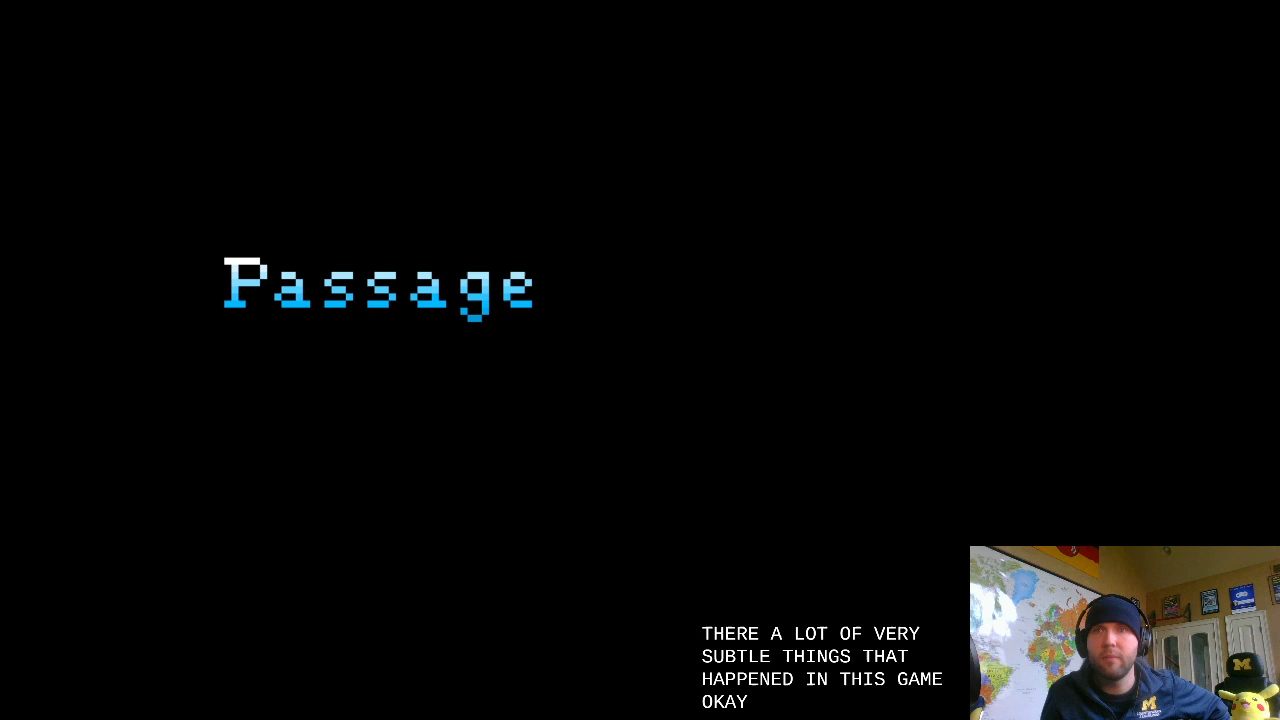 Passage
THERE A LOT OF VERY
SUBTLE THINGS THAT
HAPPENED IN THIS GAME
OKAY
M
M